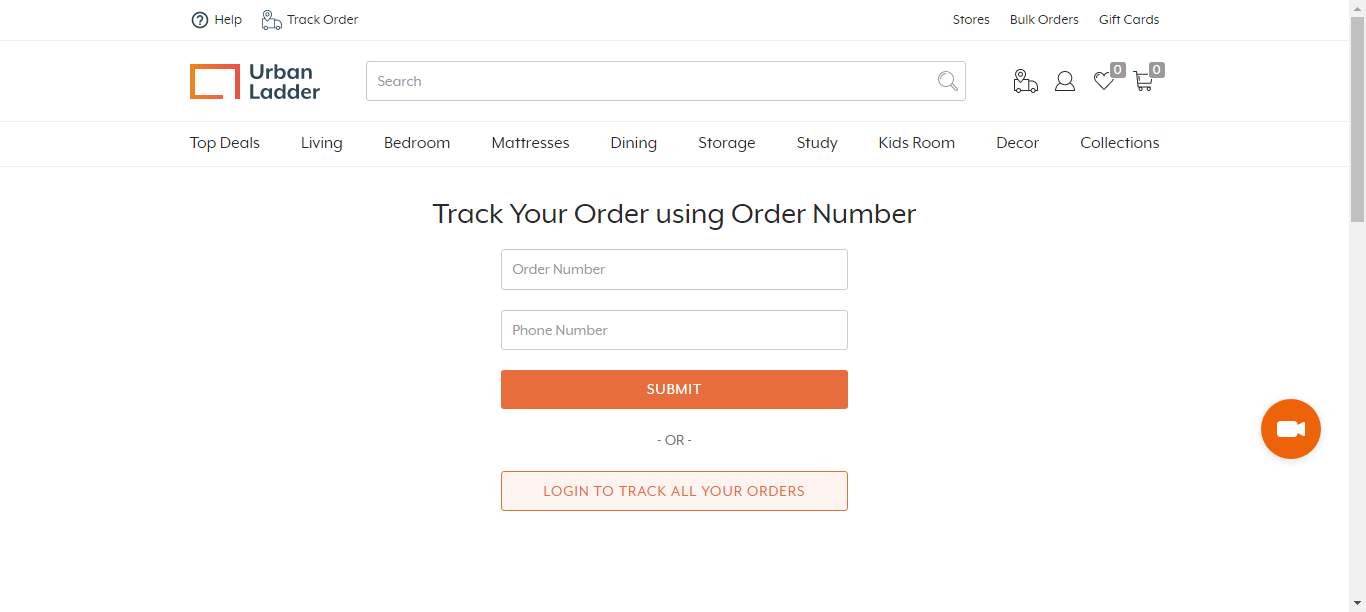 Help Track Order Stores Bulk Orders Gift Cards
Urban
Ladder
Search
0 0
Top Deals Living Bedroom Mattresses Dining Storage Study Kids Room Decor Collections
Track Your Order using Order Number
Order Number
Phone Number
SUBMIT
- OR -
LOGIN TO TRACK ALL YOUR ORDERS